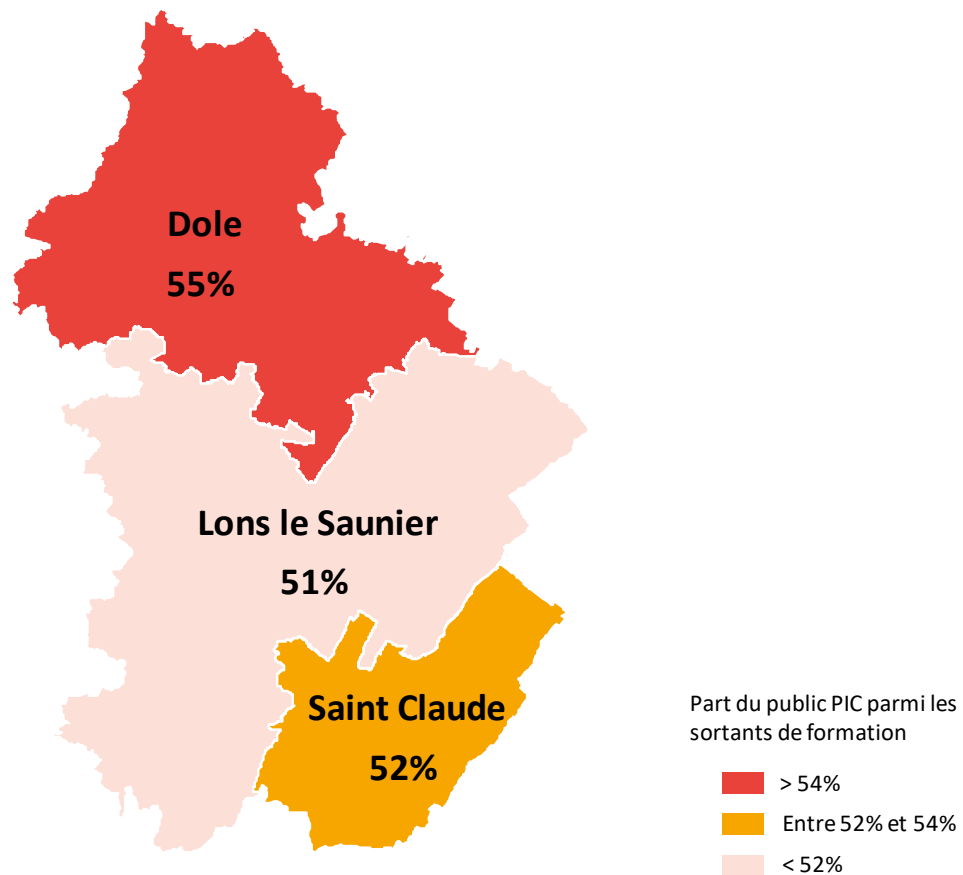 Dole
55%
Lons le Saunier
51%
Saint Claude
52%
Part du public PIC parmi les
sortants de formation
> 54%
Entre 52% et 54%
< 52%